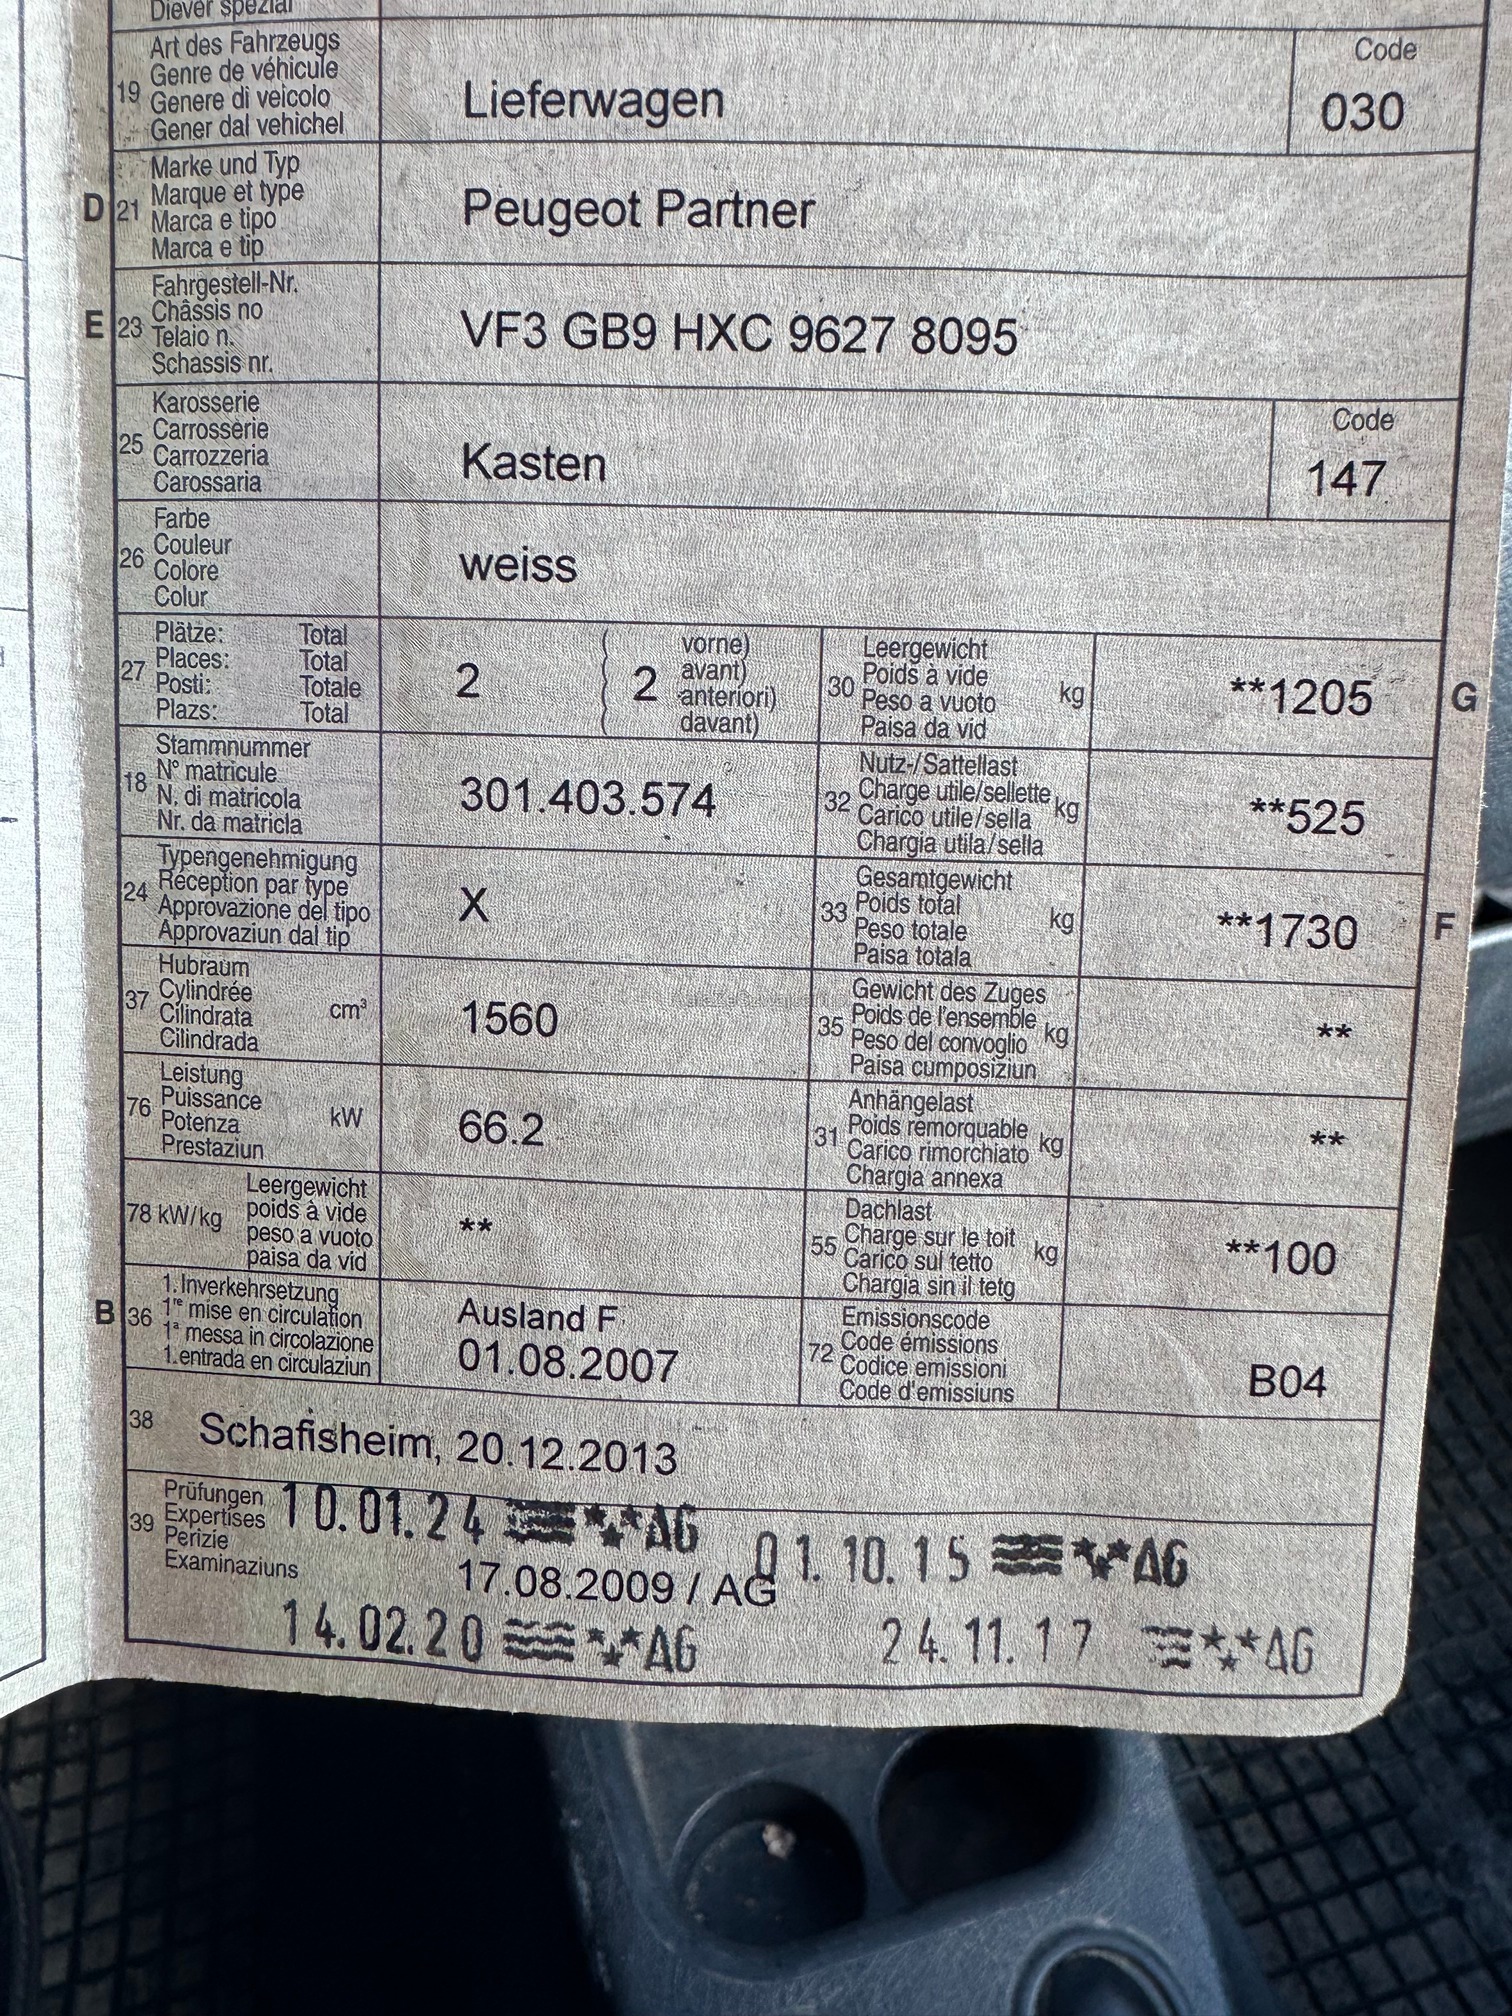 Diever spezial
19
Art des Fahrzeugs
Genre de véhicule
Genere di veicolo
Gener dal vehichel
Lieferwagen
Code
030
D 21
Marke und Typ
Marque et type
Marca e tipo
Marca e tip
Peugeot Partner
E 23
Fahrgestell-Nr.
Châssis no
Telaio n.
Schassis nr.
VF3 GB9 HXC 9627 8095
25
Karosserie
Carrosserie
Carrozzeria
Carossaria
Kasten
Code
147
26
Farbe
Couleur
Colore
Colur
weiss
27
Plätze: Total
Places: Total
Posti: Totale
Plazs: Total
2 ( 2
vorne)
avant)
anteriori)
davant)
30
Leergewicht
Poids à vide
Peso a vuoto
Paisa da vid
kg
**1205
G
18
Stammnummer
N° matricule
N. di matricola
Nr. da matricla
301.403.574
32
Nutz-/Sattellast
Charge utile/sellette
Carico utile/sella
Chargia utila/sella
kg
**525
24
Typengenehmigung
Réception par type
Approvazione del tipo
Approvaziun dal tip
X
33
Gesamtgewicht
Poids total
Peso totale
Paisa totala
kg
**1730
F
37
Hubraum
Cylindrée
Cilindrata
Cilindrada
cm³
1560
35
Gewicht des Zuges
Poids de l'ensemble
Peso del convoglio
Paisa cumposiziun
kg
**
76
Leistung
Puissance
Potenza
Prestaziun
kW
66.2
31
Anhängelast
Poids remorquable
Carico rimorchiato
Chargia annexa
kg
**
78 kW/kg
Leergewicht
poids à vide
peso a vuoto
paisa da vid
**
55
Dachlast
Charge sur le toit
Carico sul tetto
Chargia sin il tetg
kg
**100
B 36
1.Inverkehrsetzung
1re mise en circulation
1a messa in circolazione
1.entrada en circulaziun
Ausland F
01.08.2007
72
Emissionscode
Code émissions
Codice emissioni
Code d'emissiuns
B04
38
Schafisheim, 20.12.2013
39
Prüfungen
Expertises
Perizie
Examinaziuns
10.01.24 AG
01.10.15 AG
17.08.2009 / AG
14.02.20 AG
24.11.17 AG